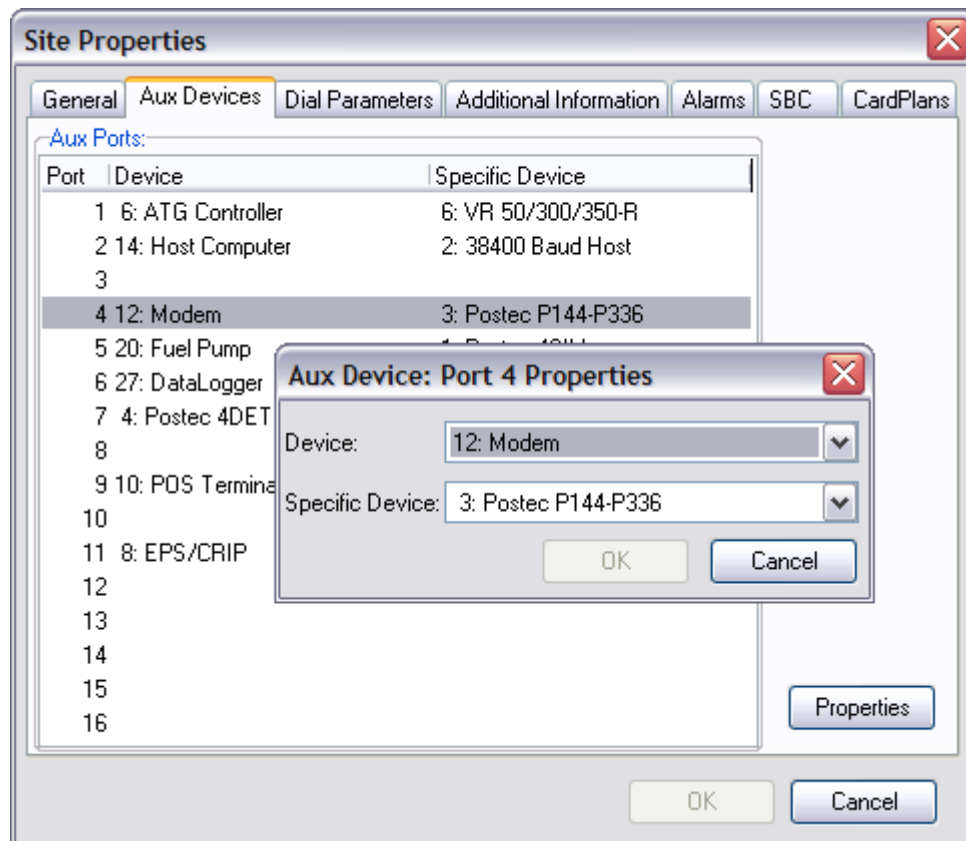 Site Properties
General Aux Devices Dial Parameters Additional Information Alarms SBC CardPlans
Aux Ports:
Port Device Specific Device
1 6: ATG Controller 6: VR 50/300/350-R
2 14: Host Computer 2: 38400 Baud Host
3
4 12: Modem 3: Postec P144-P336
5 20: Fuel Pump
6 27: DataLogger
7 4: Postec 4DET
8
9 10: POS Termina
10
11 8: EPS/CRIP
12
13
14
15
16
Aux Device: Port 4 Properties
Device: 12: Modem
Specific Device: 3: Postec P144-P336
OK Cancel
Properties
OK Cancel